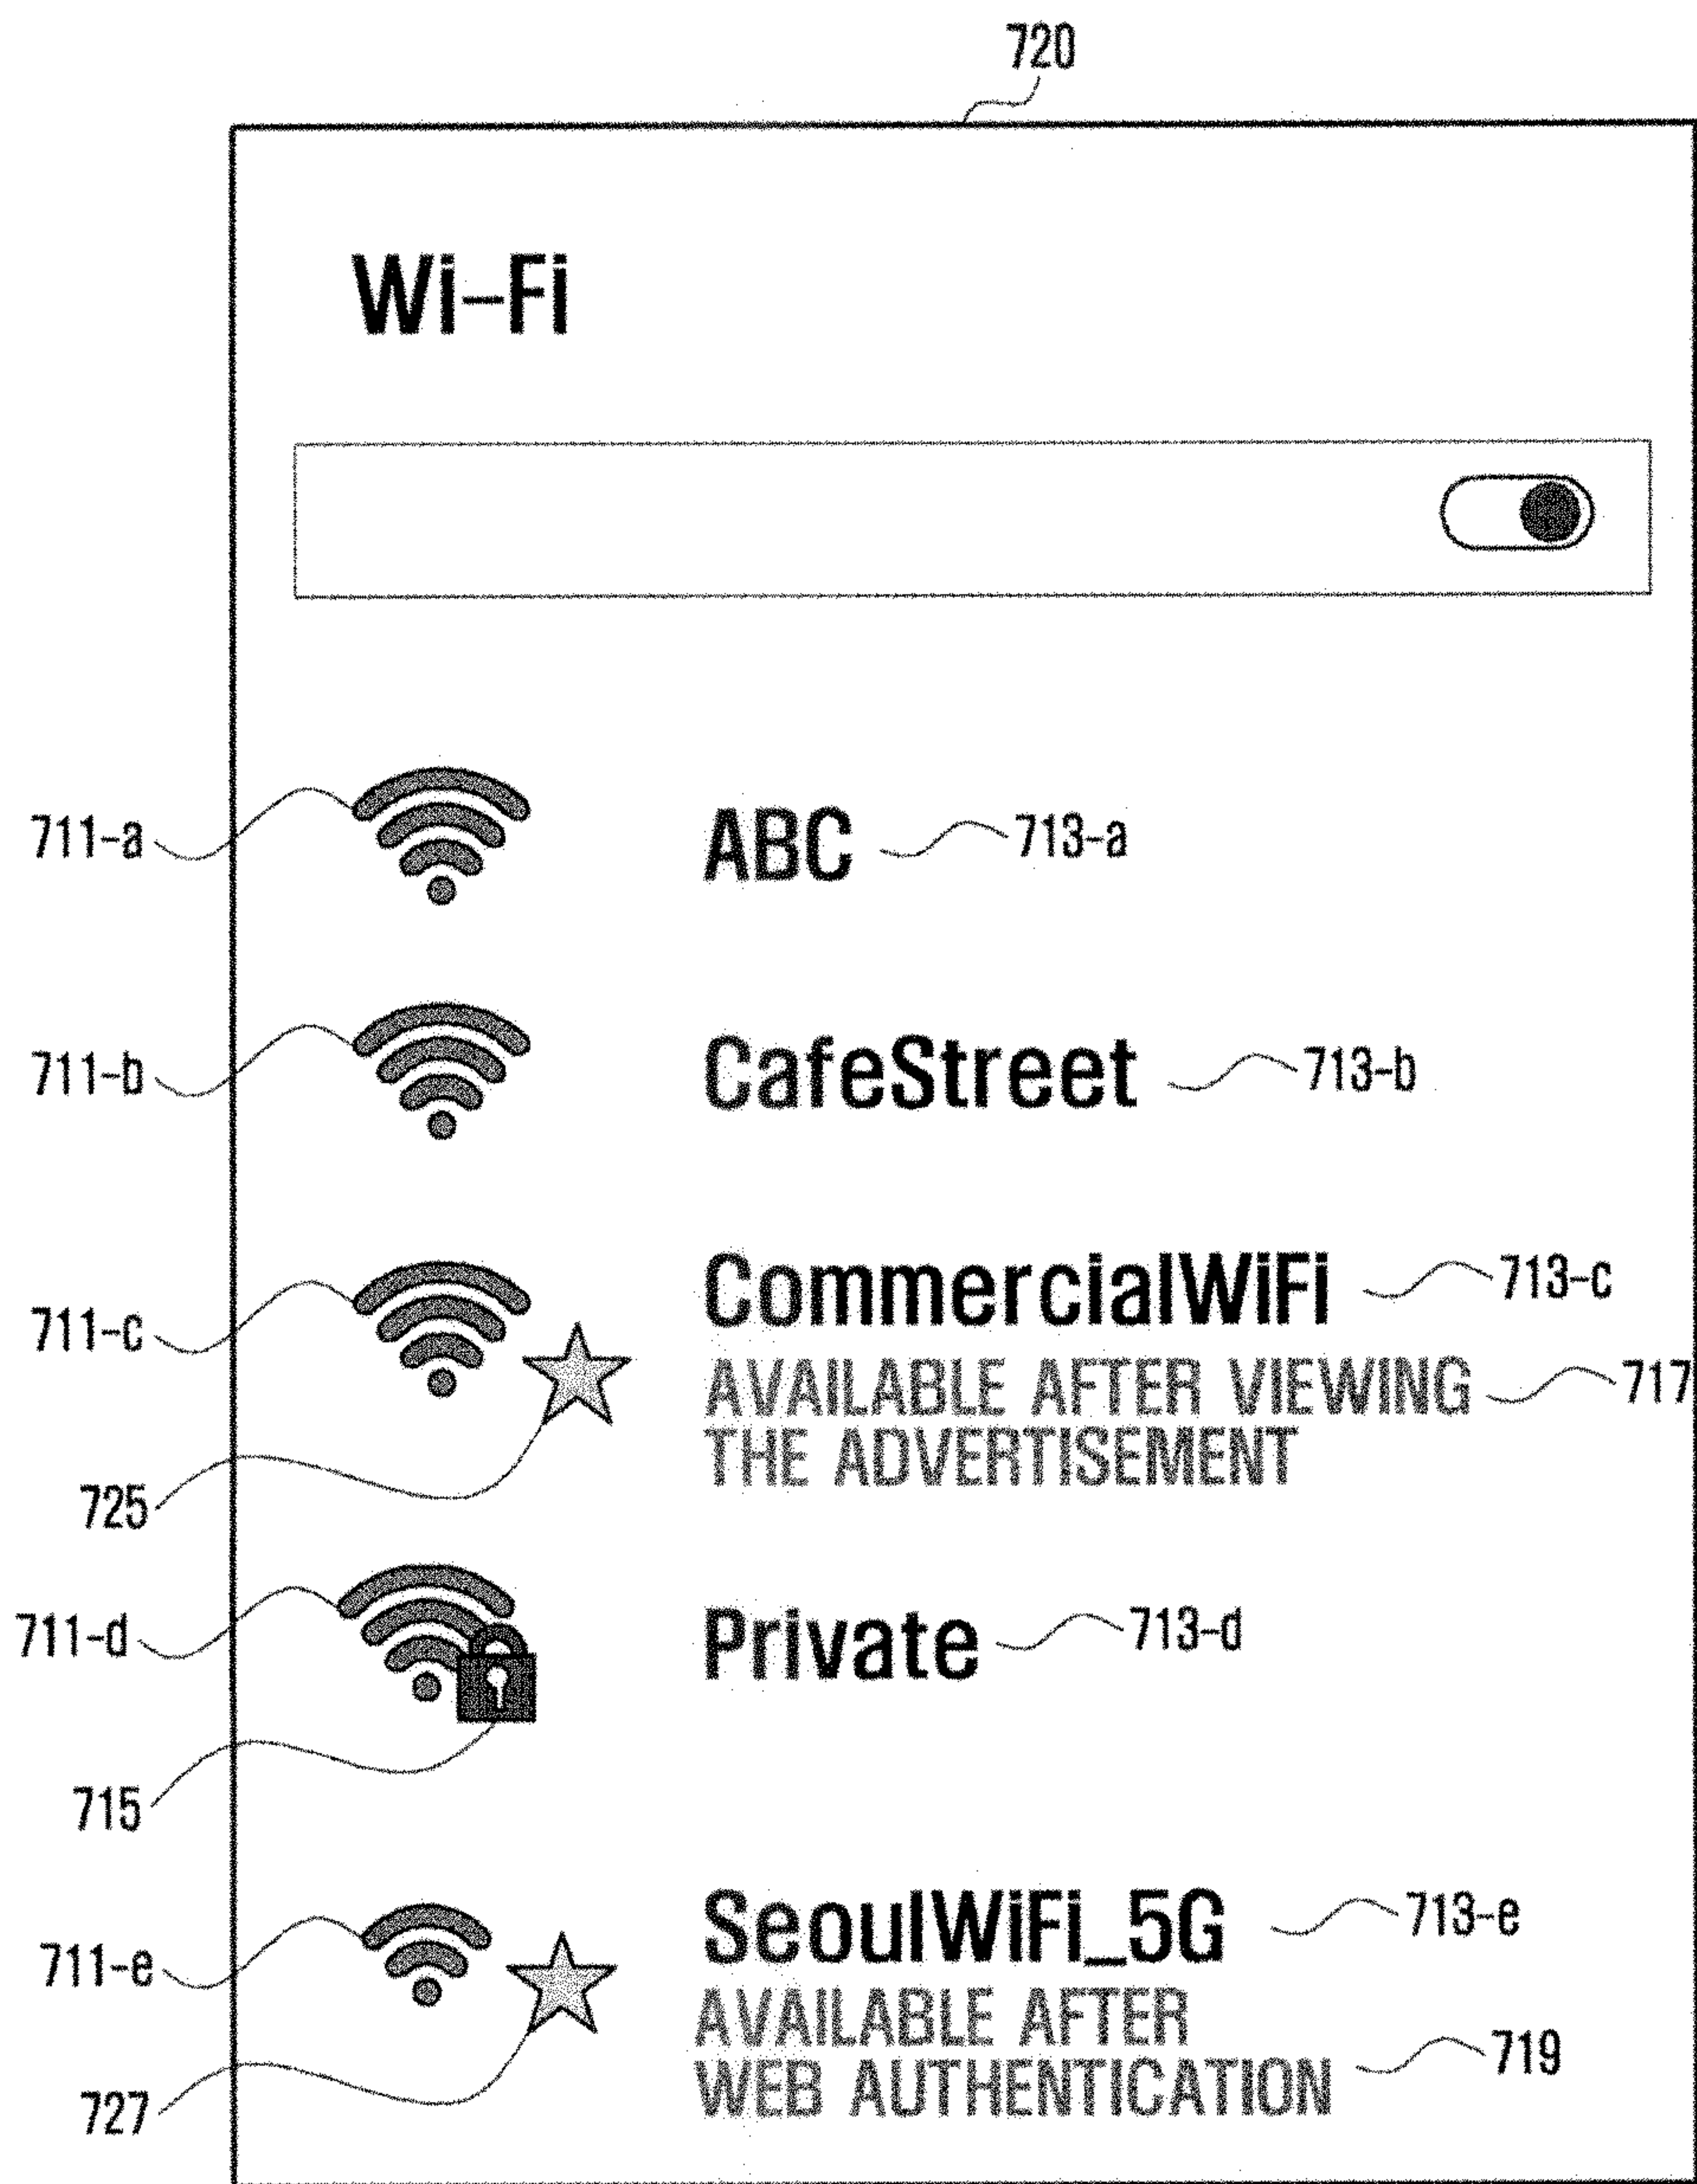 720
Wi-Fi
711-a ABC 713-a
711-b CafeStreet 713-b
711-c CommercialWiFi 713-c
AVAILABLE AFTER VIEWING 717
THE ADVERTISEMENT
725
711-d Private 713-d
715
711-e SeoulWiFi_5G 713-e
AVAILABLE AFTER
WEB AUTHENTICATION 719
727